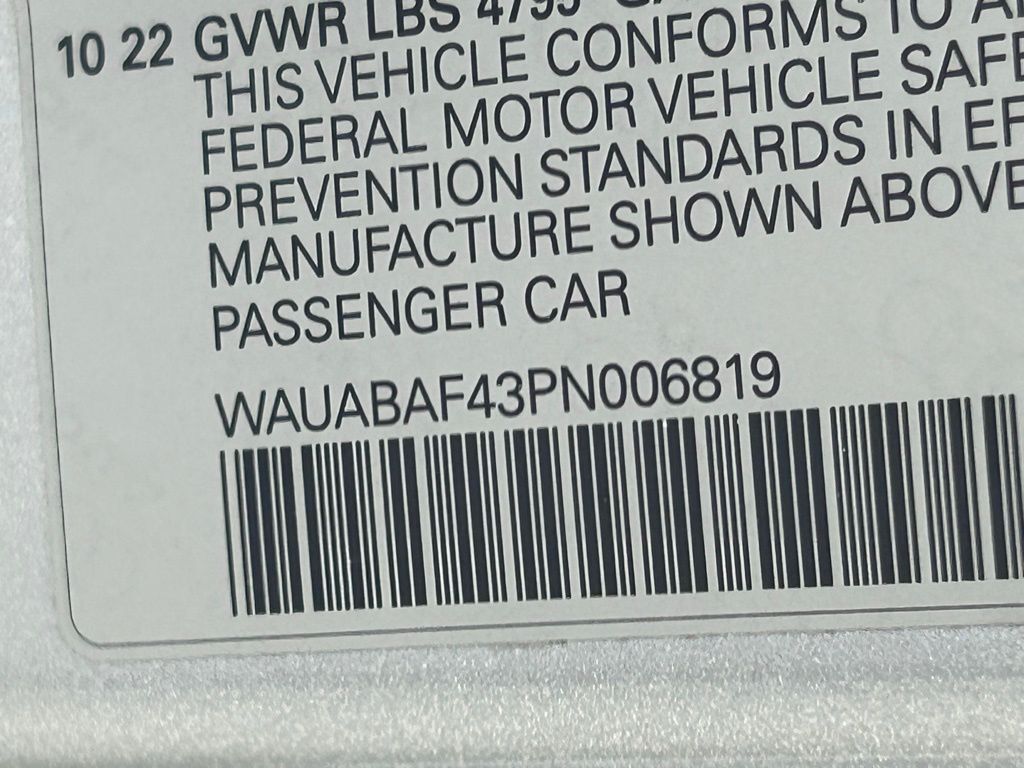 10 22 GVWR LBS 4795
THIS VEHICLE CONFORMS TO
FEDERAL MOTOR VEHICLE
PREVENTION STANDARDS IN
MANUFACTURE SHOWN ABOVE
PASSENGER CAR
WAUABAF43PN006819